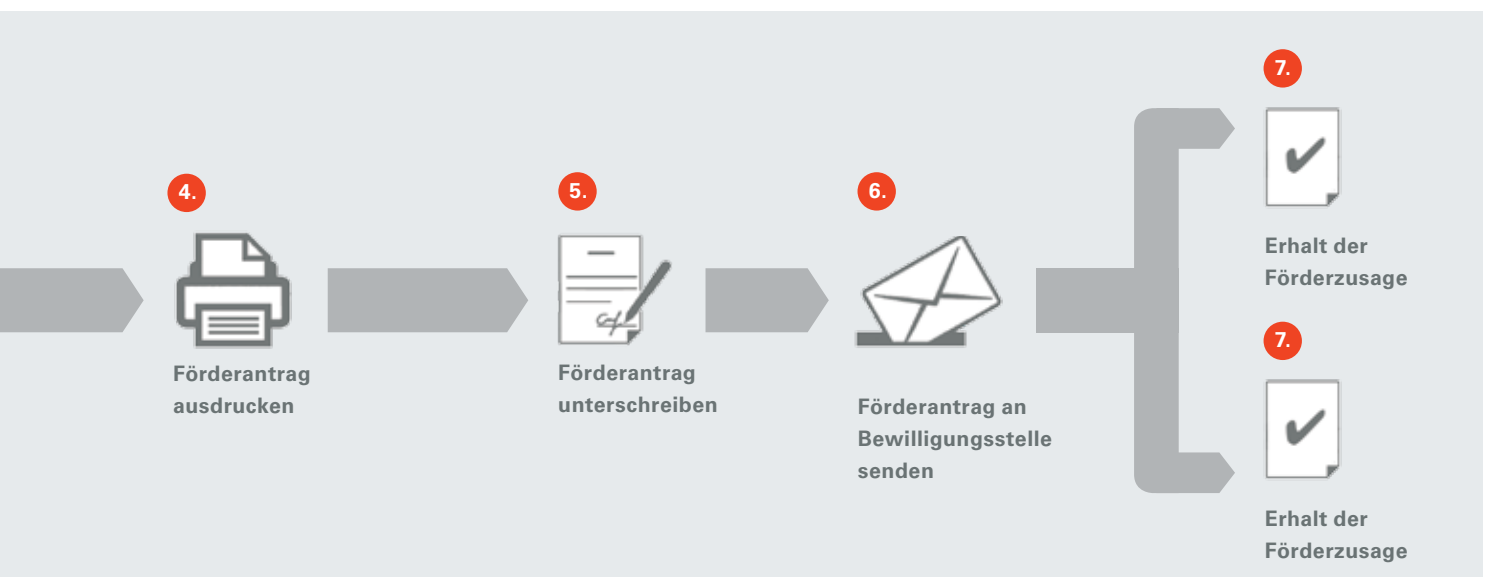 4.
Förderantrag
ausdrucken
5.
Förderantrag
unterschreiben
6.
Förderantrag an
Bewilligungsstelle
senden
7.
Erhalt der
Förderzusage
7.
Erhalt der
Förderzusage